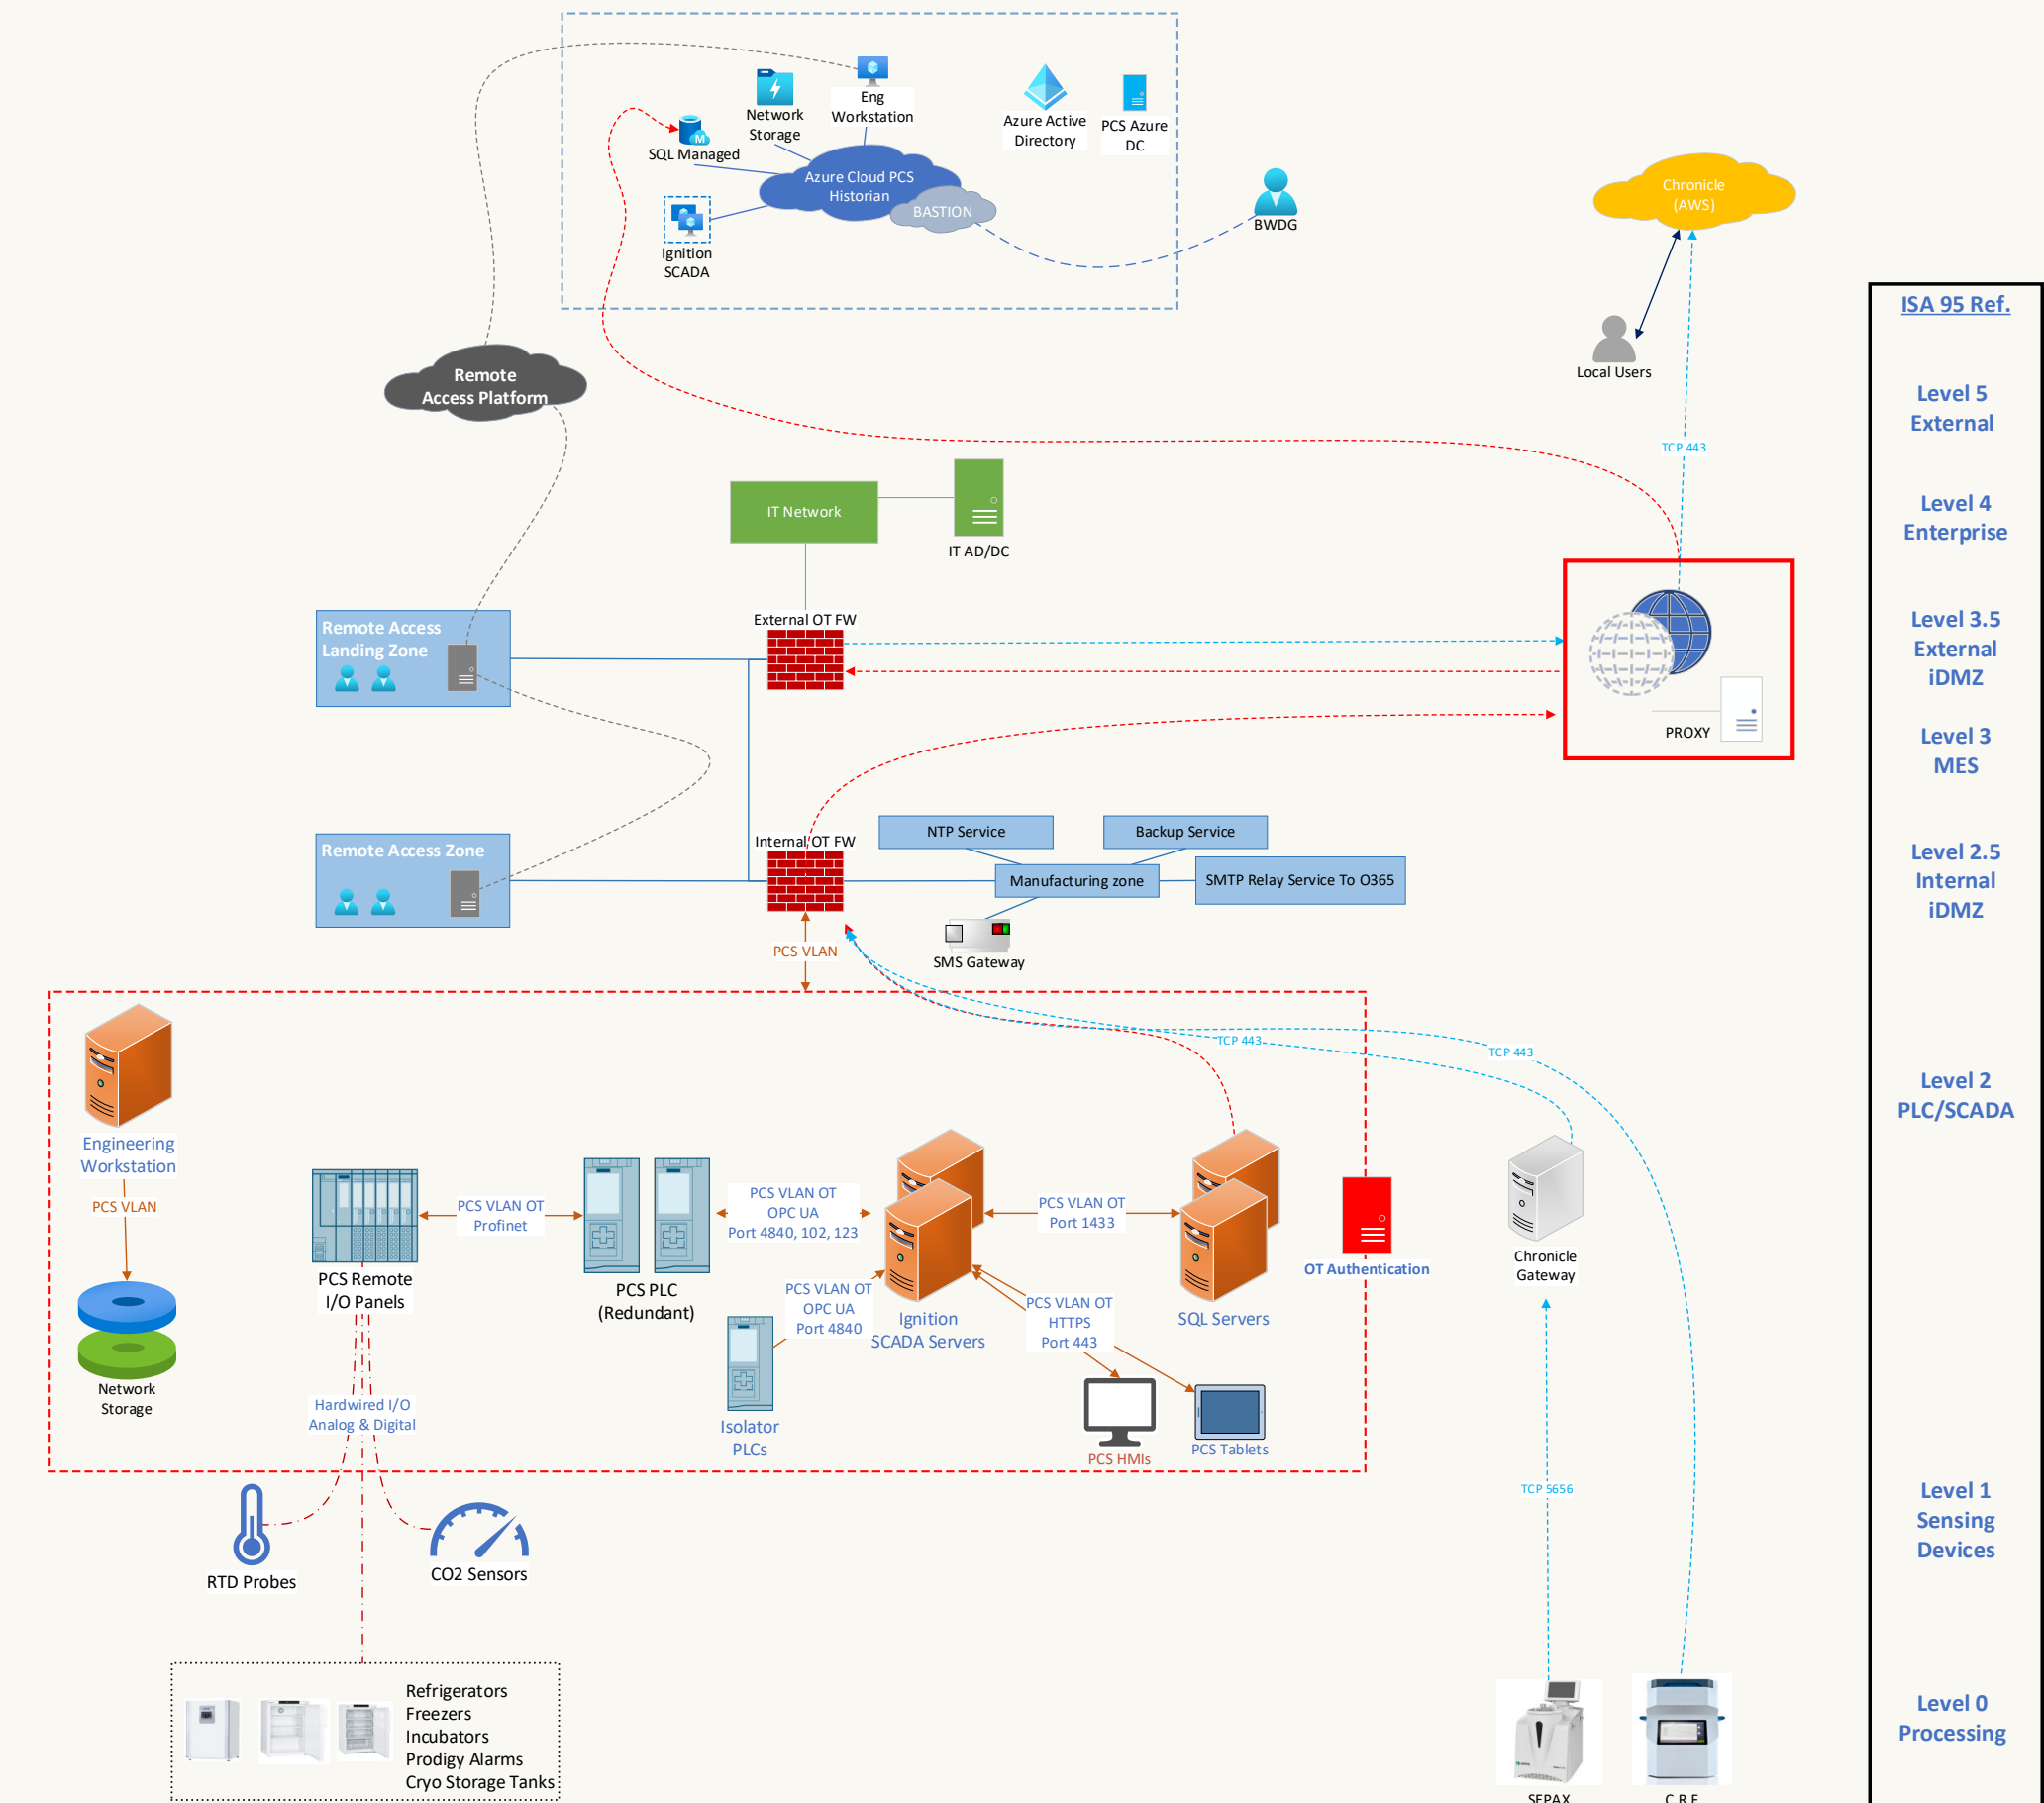 Eng
Workstation
Network
Storage
SQL Managed
Azure Active
Directory
PCS Azure
DC
Azure Cloud PCS
Historian
BASTION
Ignition
SCADA
BWDG
Chronicle
(AWS)
Local Users
TCP 443
Remote
Access Platform
IT Network
IT AD/DC
External OT FW
Remote Access
Landing Zone
PROXY
Internal OT FW
Remote Access Zone
NTP Service
Backup Service
Manufacturing zone
SMTP Relay Service To O365
SMS Gateway
PCS VLAN
TCP 443
TCP 443
Engineering
Workstation
PCS VLAN
Network
Storage
PCS Remote
I/O Panels
PCS VLAN OT
Profinet
PCS PLC
(Redundant)
PCS VLAN OT
OPC UA
Port 4840, 102, 123
PCS VLAN OT
OPC UA
Port 4840
Isolator
PLCs
Ignition
SCADA Servers
PCS VLAN OT
Port 1433
SQL Servers
PCS VLAN OT
HTTPS
Port 443
PCS HMIs
PCS Tablets
OT Authentication
Chronicle
Gateway
TCP 5656
Hardwired I/O
Analog & Digital
RTD Probes
CO2 Sensors
Refrigerators
Freezers
Incubators
Prodigy Alarms
Cryo Storage Tanks
SEPAX
C.R.F
ISA 95 Ref.
Level 5
External
Level 4
Enterprise
Level 3.5
External
iDMZ
Level 3
MES
Level 2.5
Internal
iDMZ
Level 2
PLC/SCADA
Level 1
Sensing
Devices
Level 0
Processing